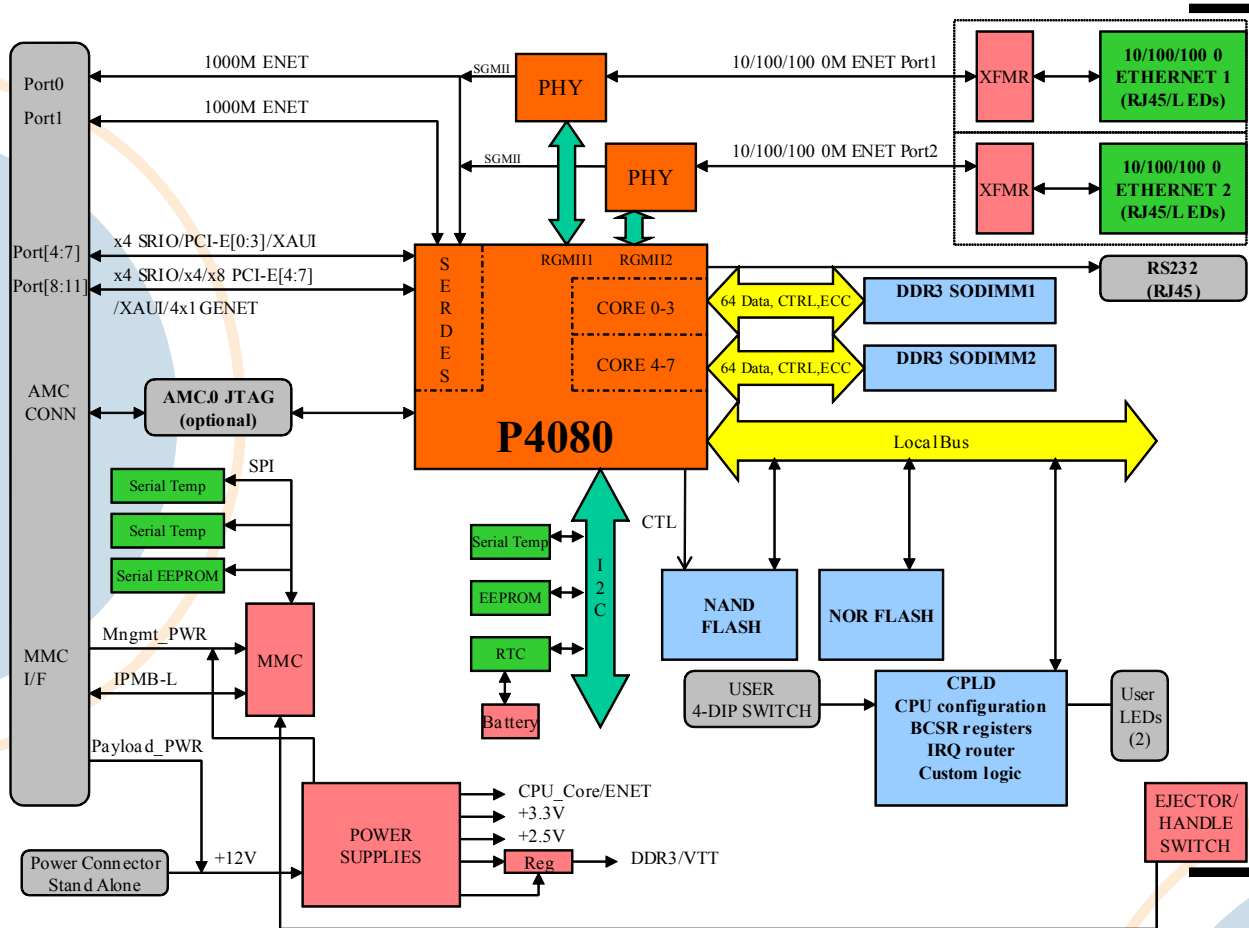 1000M ENET
SGMII
PHY
10/100/100 0M ENET Port1
XFMR
10/100/100 0
ETHERNET 1
(RJ45/LEDs)
Port0
Port1
1000M ENET
SGMII
PHY
10/100/100 0M ENET Port2
XFMR
10/100/100 0
ETHERNET 2
(RJ45/LEDs)
Port[4:7]
x4 SRIO/PCI-E[0:3]/XAUI
Port[8:11]
x4 SRIO/x4/x8 PCI-E[4:7]
/XAUI/4x1 GENET
SERDES
RGMII1
RGMII2
CORE 0-3
CORE 4-7
P4080
RS232
(RJ45)
64 Data, CTRL,ECC
DDR3 SODIMM1
64 Data, CTRL,ECC
DDR3 SODIMM2
AMC
CONN
AMC.0 JTAG
(optional)
LocalBus
SPI
Serial Temp
Serial Temp
Serial EEPROM
Serial Temp
EEPROM
RTC
Battery
I2C
CTL
NAND
FLASH
NOR FLASH
MMC
I/F
Mngmt_PWR
IPMB-L
MMC
Payload_PWR
USER
4-DIP SWITCH
CPLD
CPU configuration
BCSR registers
IRQ router
Custom logic
User
LEDs
(2)
EJECTOR/
HANDLE
SWITCH
Power Connector
Stand Alone
+12V
POWER
SUPPLIES
CPU_Core/ENET
+3.3V
+2.5V
Reg
DDR3/VTT